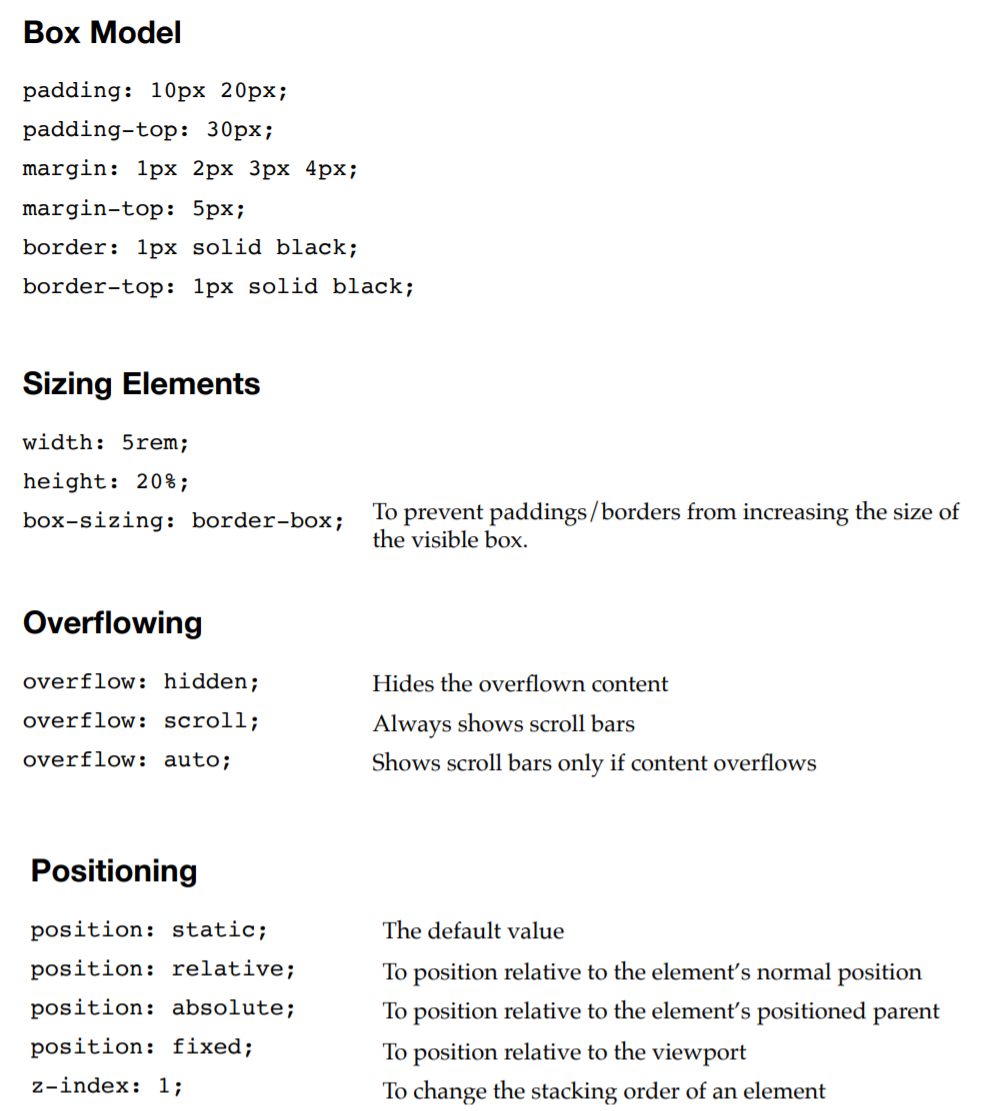 Box Model
padding: 10px 20px;
padding-top: 30px;
margin: 1px 2px 3px 4px;
margin-top: 5px;
border: 1px solid black;
border-top: 1px solid black;
Sizing Elements
width: 5rem;
height: 20%;
box-sizing: border-box; To prevent paddings/borders from increasing the size of
the visible box.
Overflowing
overflow: hidden; Hides the overflown content
overflow: scroll; Always shows scroll bars
overflow: auto; Shows scroll bars only if content overflows
Positioning
position: static; The default value
position: relative; To position relative to the element’s normal position
position: absolute; To position relative to the element’s positioned parent
position: fixed; To position relative to the viewport
z-index: 1; To change the stacking order of an element